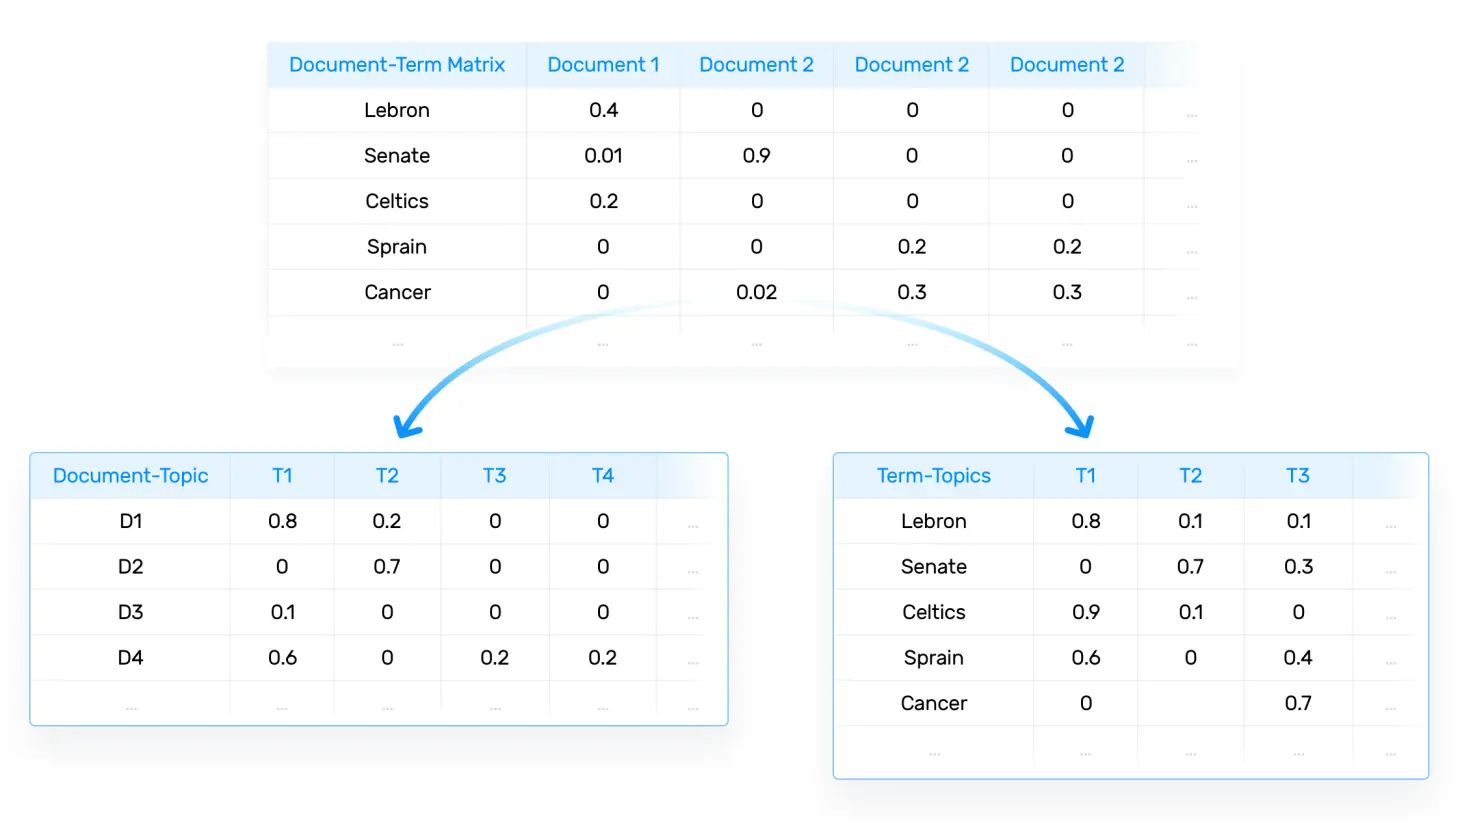 Document-Term Matrix Document 1 Document 2 Document 2 Document 2
Lebron 0.4 0 0 0 ...
Senate 0.01 0.9 0 0 ...
Celtics 0.2 0 0 0 ...
Sprain 0 0 0.2 0.2 ...
Cancer 0 0.02 0.3 0.3 ...
... ... ... ... ... ...
Document-Topic T1 T2 T3 T4
D1 0.8 0.2 0 0 ...
D2 0 0.7 0 0 ...
D3 0.1 0 0 0 ...
D4 0.6 0 0.2 0.2 ...
... ... ... ... ... ...
Term-Topics T1 T2 T3
Lebron 0.8 0.1 0.1 ...
Senate 0 0.7 0.3 ...
Celtics 0.9 0.1 0 ...
Sprain 0.6 0 0.4 ...
Cancer 0 0.7 ...
... ... ... ... ...